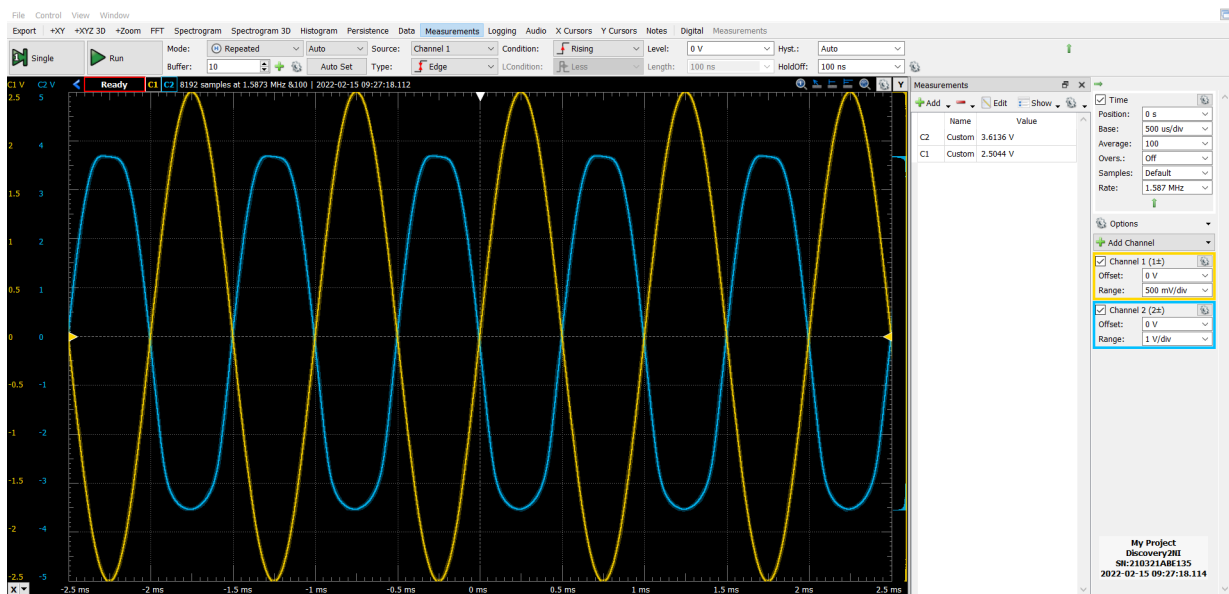 File Control View Window
Export +XY +XYZ 3D +Zoom FFT Spectrogram Spectrogram 3D Histogram Persistence Data Measurements Logging Audio X Cursors Y Cursors Notes Digital Measurements
Single Run Mode: Repeated Auto Source: Channel 1 Condition: Rising Level: 0 V Hyst.: Auto
Buffer: 10 Auto Set Type: Edge LCondition: Less Length: 100 ns HoldOff: 100 ns
C1 V C2 V Ready C1 C2 8192 samples at 1.5873 MHz &100 | 2022-02-15 09:27:18.112 Y
2.5 5
2 4
1.5 3
1 2
0.5 1
0 0
-0.5 -1
-1 -2
-1.5 -3
-2 -4
-2.5 -5
X -2.5 ms -2 ms -1.5 ms -1 ms -0.5 ms 0 ms 0.5 ms 1 ms 1.5 ms 2 ms 2.5 ms
Measurements
Add Edit Show
Name Value
C2 Custom 3.6136 V
C1 Custom 2.5044 V
Time
Position: 0 s
Base: 500 us/div
Average: 100
Overs.: Off
Samples: Default
Rate: 1.587 MHz
Options
Add Channel
Channel 1 (1±)
Offset: 0 V
Range: 500 mV/div
Channel 2 (2±)
Offset: 0 V
Range: 1 V/div
My Project
Discovery2NI
SN:210321ABE135
2022-02-15 09:27:18.114